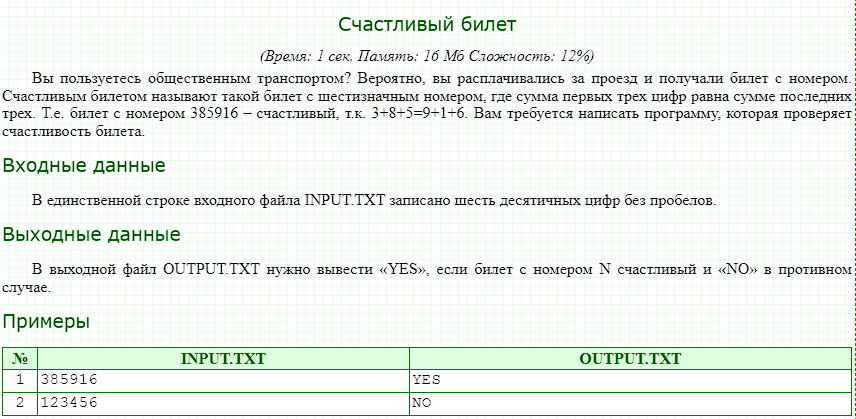 Счастливый билет
(Время: 1 сек. Память: 16 Мб Сложность: 12%)
Вы пользуетесь общественным транспортом? Вероятно, вы расплачивались за проезд и получали билет с номером.
Счастливым билетом называют такой билет с шестизначным номером, где сумма первых трех цифр равна сумме последних
трех. Т.е. билет с номером 385916 – счастливый, т.к. 3+8+5=9+1+6. Вам требуется написать программу, которая проверяет
счастливость билета.
Входные данные
В единственной строке входного файла INPUT.TXT записано шесть десятичных цифр без пробелов.
Выходные данные
В выходной файл OUTPUT.TXT нужно вывести «YES», если билет с номером N счастливый и «NO» в противном
случае.
Примеры
№ INPUT.TXT OUTPUT.TXT
1 385916 YES
2 123456 NO